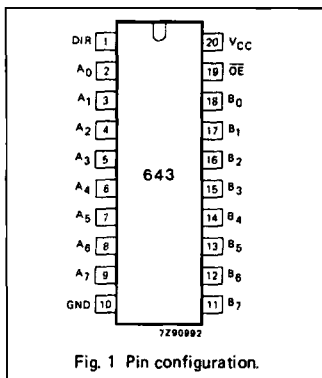 DIR 1 20 VCC
A0 2 19 OE
A1 3 18 B0
A2 4 17 B1
A3 5 16 B2
643
A4 6 15 B3
A5 7 14 B4
A6 8 13 B5
A7 9 12 B6
GND 10 11 B7
7Z90992
Fig. 1 Pin configuration.